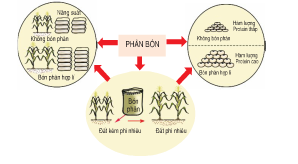 Năng suất
Không bón phân
Bón phân hợp lí
PHÂN BÓN
Hàm lượng
Protein thấp
Không bón phân
Hàm lượng
Protein cao
Bón phân hợp lí
Bón
phân
Đất kém phì nhiêu
Đất phì nhiêu